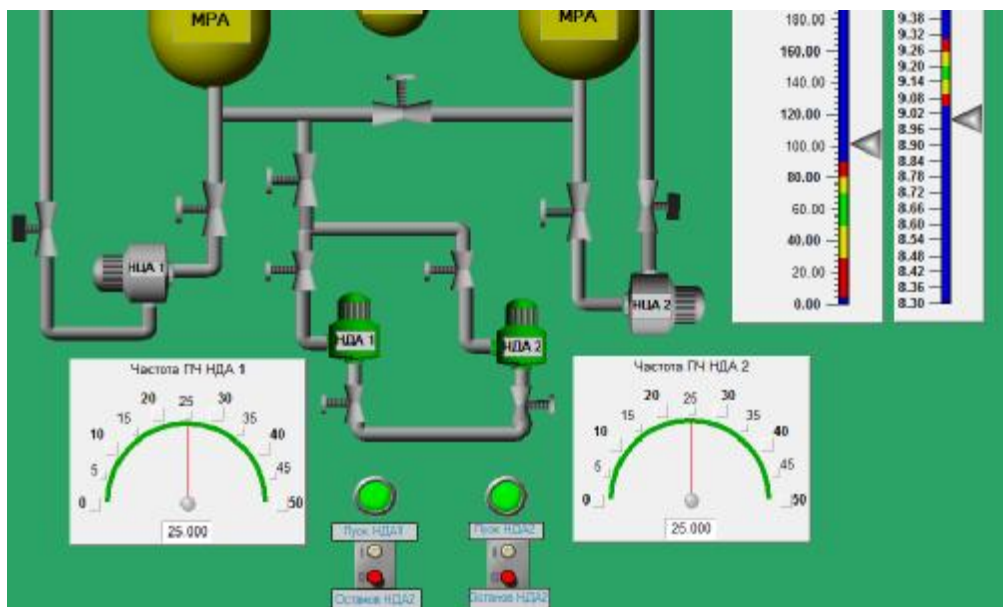 МРА
МРА
180.00
160.00
140.00
120.00
100.00
80.00
60.00
40.00
20.00
0.00
9.38
9.32
9.26
9.20
9.14
9.08
9.02
8.96
8.90
8.84
8.78
8.72
8.66
8.60
8.54
8.48
8.42
8.36
8.30
НЦА 1
НЦА 2
НДА 1
НДА 2
Частота ПЧ НДА 1
0 5 10 15 20 25 30 35 40 45 50
25.000
Частота ПЧ НДА 2
0 5 10 15 20 25 30 35 40 45 50
25.000
Пуск НДА1
Пуск НДА2
I
0
I
0
Останов НДА2
Останов НДА2